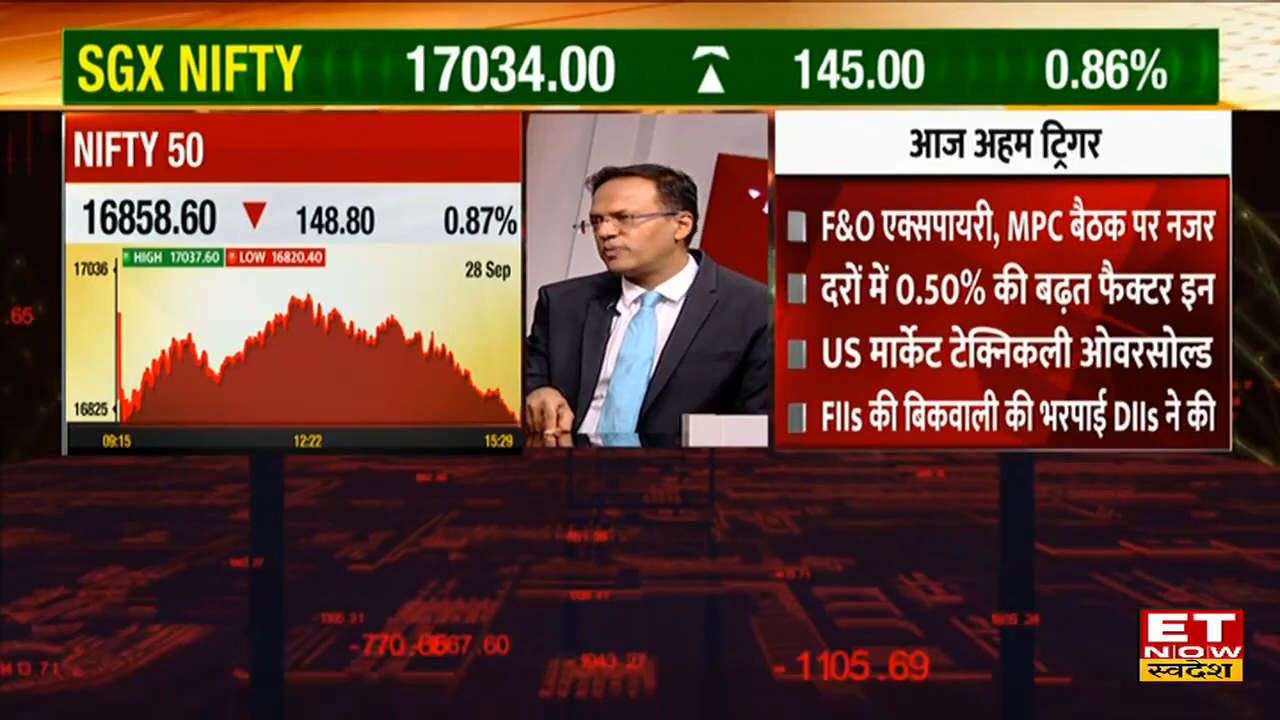 SGX NIFTY 17034.00 145.00 0.86%
NIFTY 50
16858.60 148.80 0.87%
HIGH 17037.60 LOW 16820.40
17036 28 Sep
16825
09:15 12:22 15:29
आज अहम ट्रिगर
F&O एक्सपायरी, MPC बैठक पर नजर
दरों में 0.50% की बढ़त फैक्टर इन
US मार्केट टेक्निकली ओवरसोल्ड
FIIs की बिकवाली की भरपाई DIIs ने की
.65
-1105.69
ET
NOW
स्वदेश